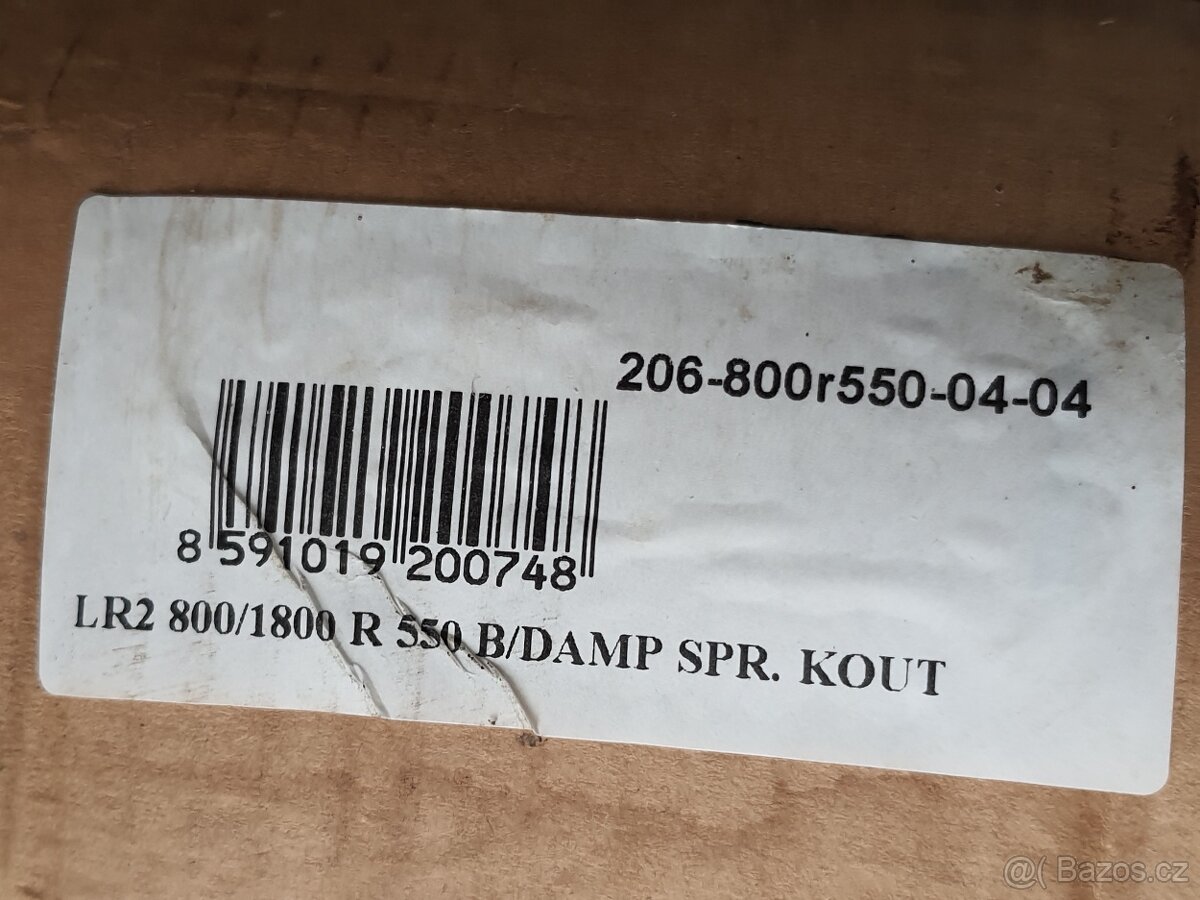 206-800r550-04-04
8 591019 200748
LR2 800/1800 R 550 B/DAMP SPR. KOUT
@( Bazos.cz